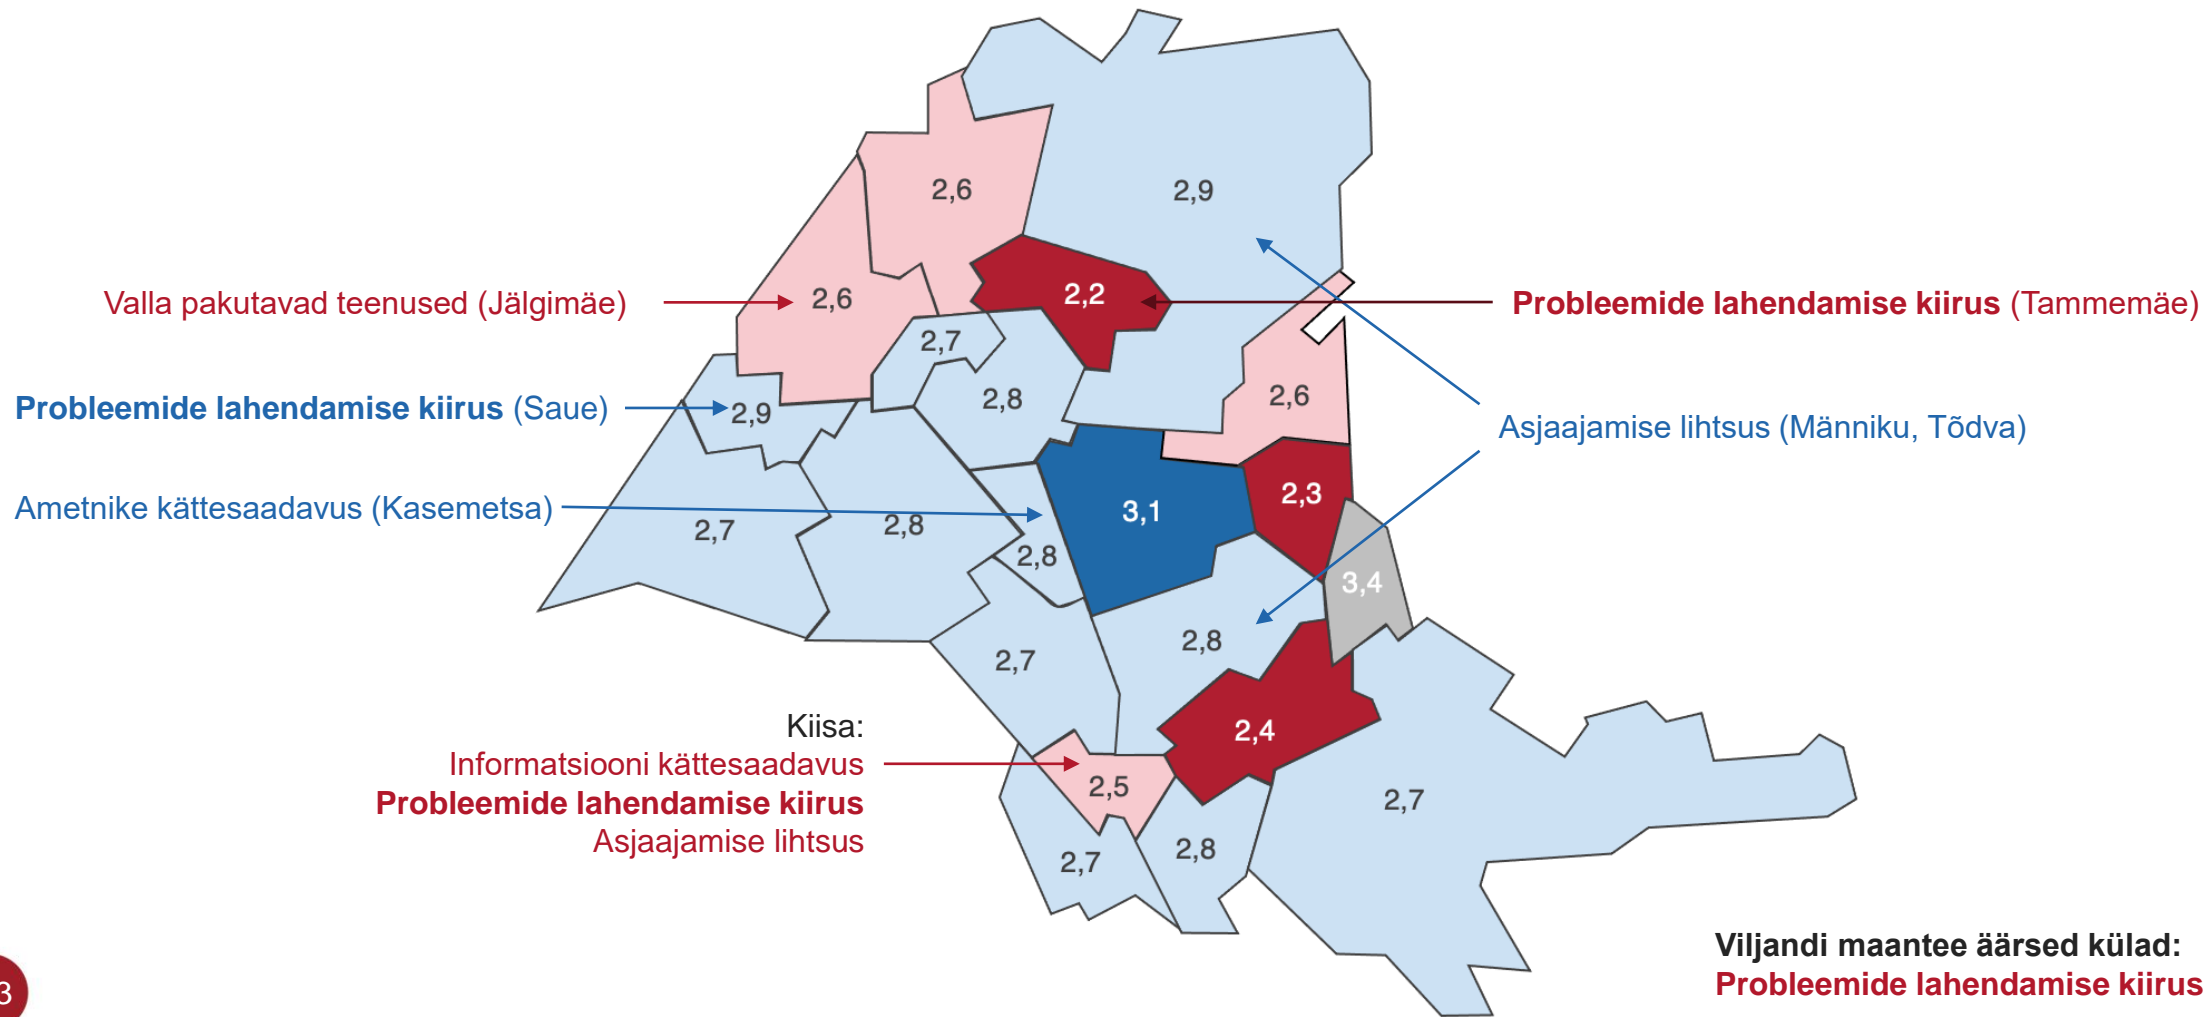 2,6
2,9
2,6
2,2
Valla pakutavad teenused (Jälgimäe)
Probleemide lahendamise kiirus (Tammemäe)
2,7
2,8
2,6
Probleemide lahendamise kiirus (Saue)
2,9
Asjaajamise lihtsus (Männiku, Tõdva)
Ametnike kättesaadavus (Kasemetsa)
2,7
2,8
2,8
3,1
2,3
3,4
2,7
2,8
2,4
Kiisa:
Informatsiooni kättesaadavus
Probleemide lahendamise kiirus
Asjaajamise lihtsus
2,5
2,7
2,8
2,7
Viljandi maantee äärsed külad:
Probleemide lahendamise kiirus
3